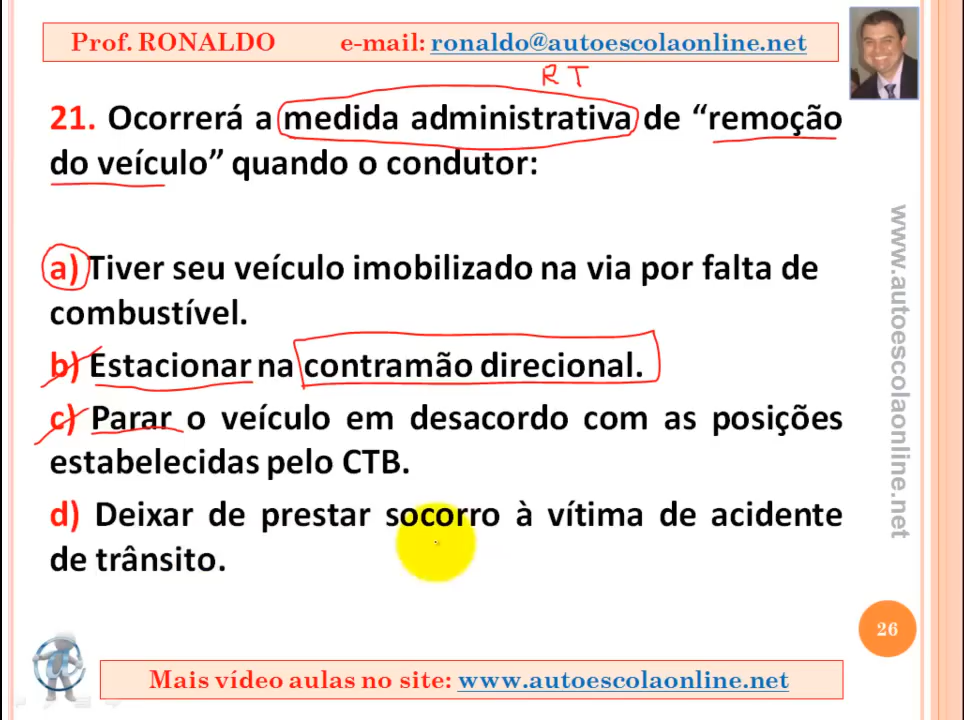 Prof. RONALDO e-mail: ronaldo@autoescolaonline.net
R T
21. Ocorrerá a medida administrativa de “remoção
do veículo” quando o condutor:
a) Tiver seu veículo imobilizado na via por falta de
combustível.
b) Estacionar na contramão direcional.
c) Parar o veículo em desacordo com as posições
estabelecidas pelo CTB.
d) Deixar de prestar socorro à vítima de acidente
de trânsito.
www.autoescolaonline.net
26
Mais vídeo aulas no site: www.autoescolaonline.net